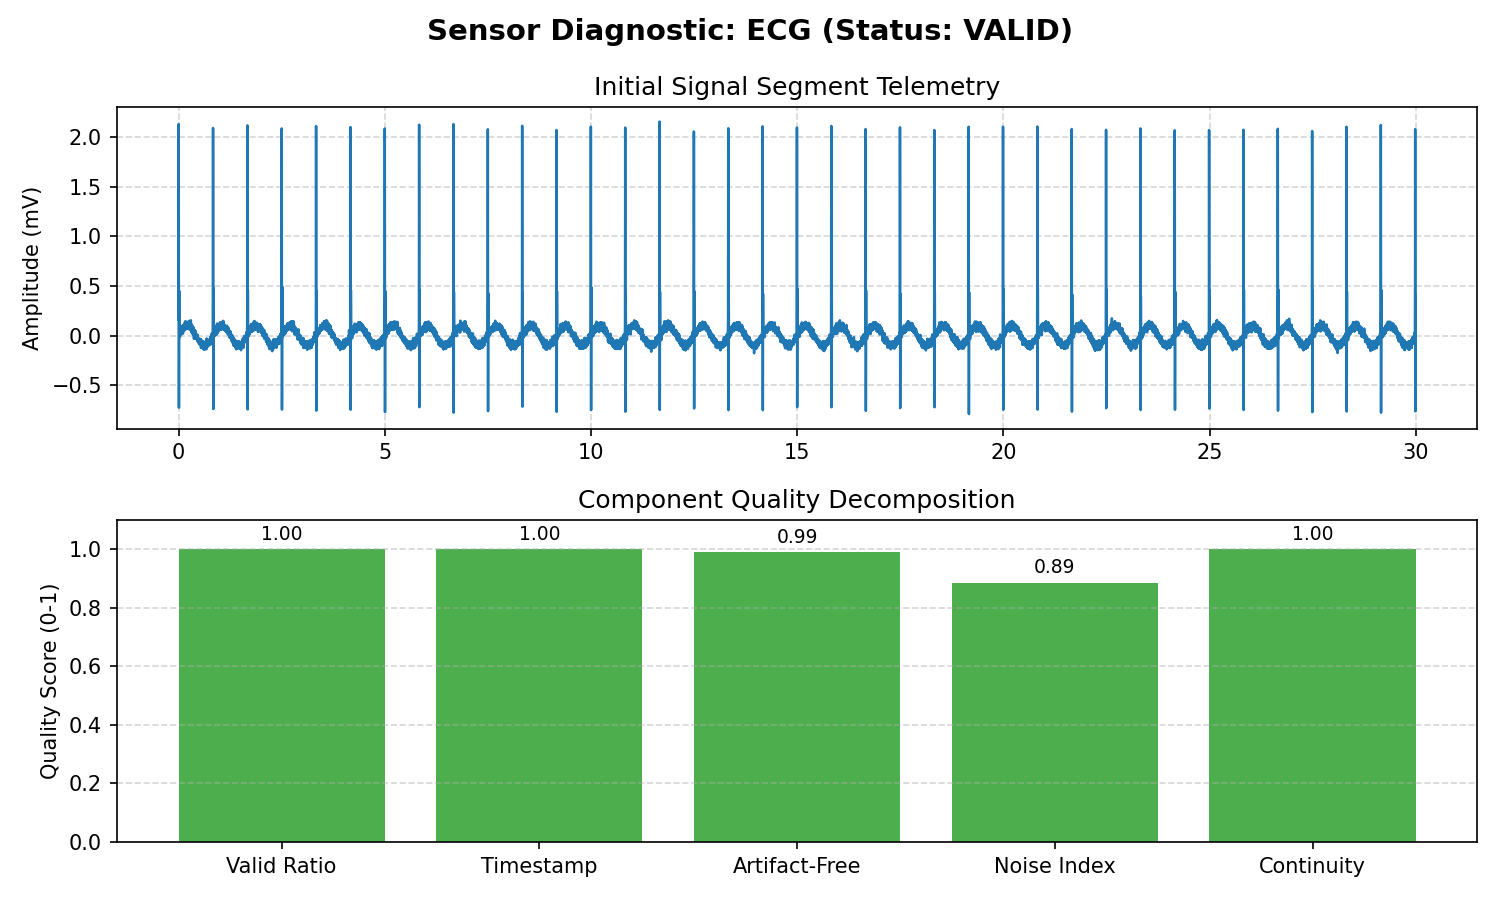 Sensor Diagnostic: ECG (Status: VALID)
Initial Signal Segment Telemetry
Amplitude (mV)
2.0
1.5
1.0
0.5
0.0
−0.5
0 5 10 15 20 25 30
Component Quality Decomposition
Quality Score (0-1)
1.0
0.8
0.6
0.4
0.2
0.0
1.00 1.00 0.99 0.89 1.00
Valid Ratio Timestamp Artifact-Free Noise Index Continuity